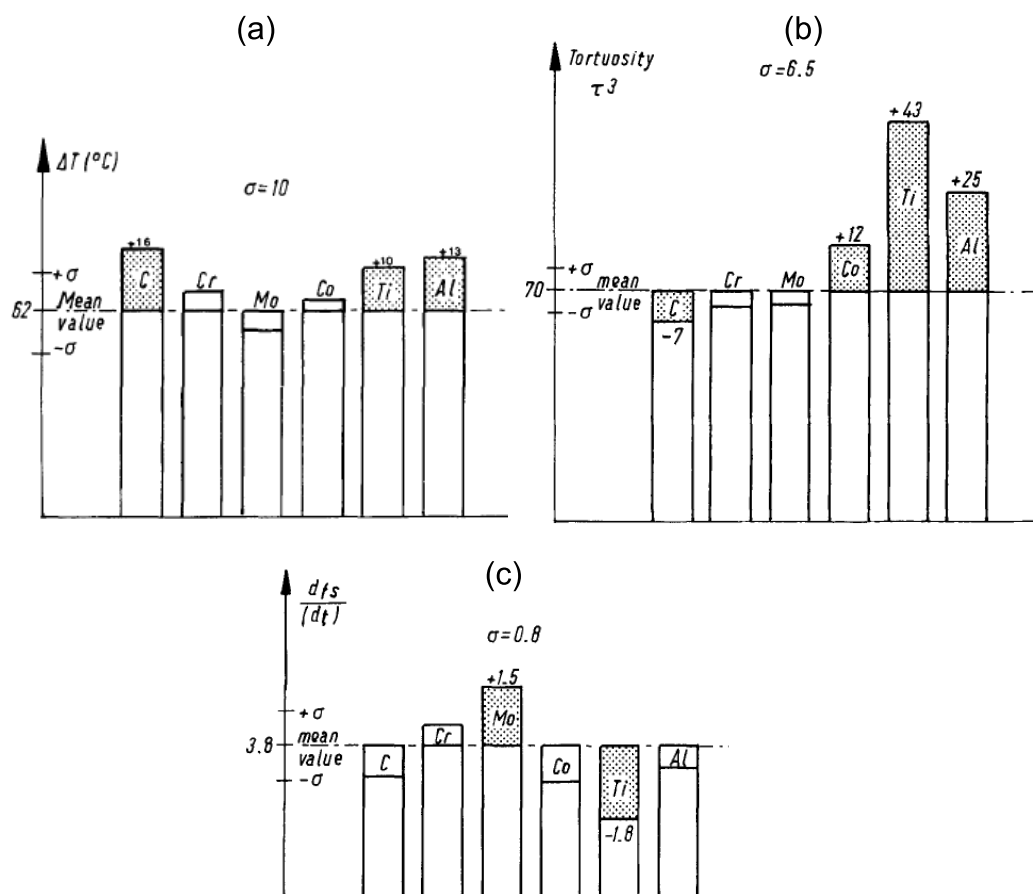 (a)
ΔT (°C)
σ=10
+16
C
Cr
Mo
Co
+10
Ti
+13
Al
+σ
62
Mean
value
-σ
(b)
Tortuosity
τ3
σ=6.5
+43
Ti
+25
Al
+12
Co
+σ
70
mean
value
-σ
C
-7
Cr
Mo
(c)
dfs
(dt)
σ=0.8
+1.5
Mo
+σ
3.8
mean
value
-σ
C
Cr
Co
Ti
-1.8
Al